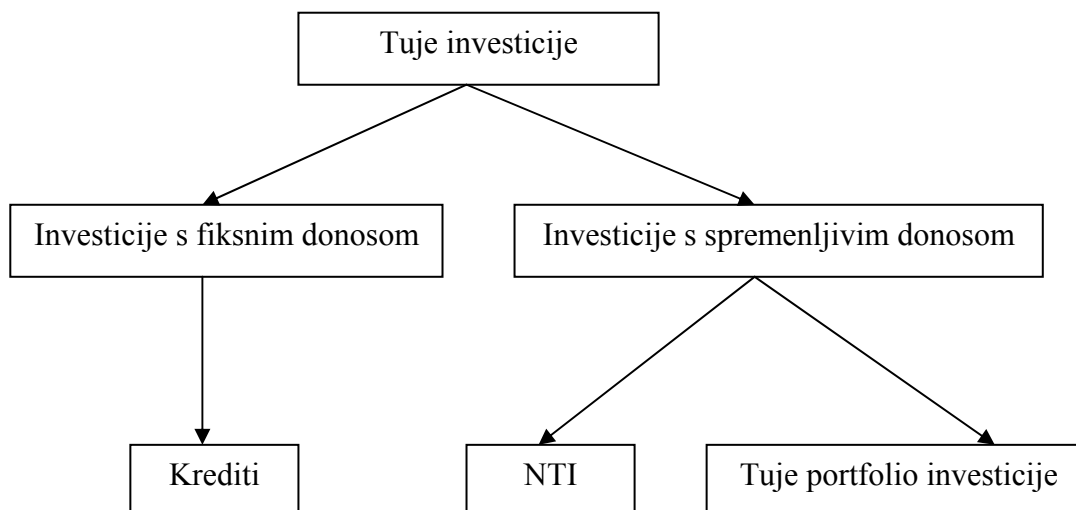 Tuje investicije
Investicije s fiksnim donosom
Investicije s spremenljivim donosom
Krediti
NTI
Tuje portfolio investicije